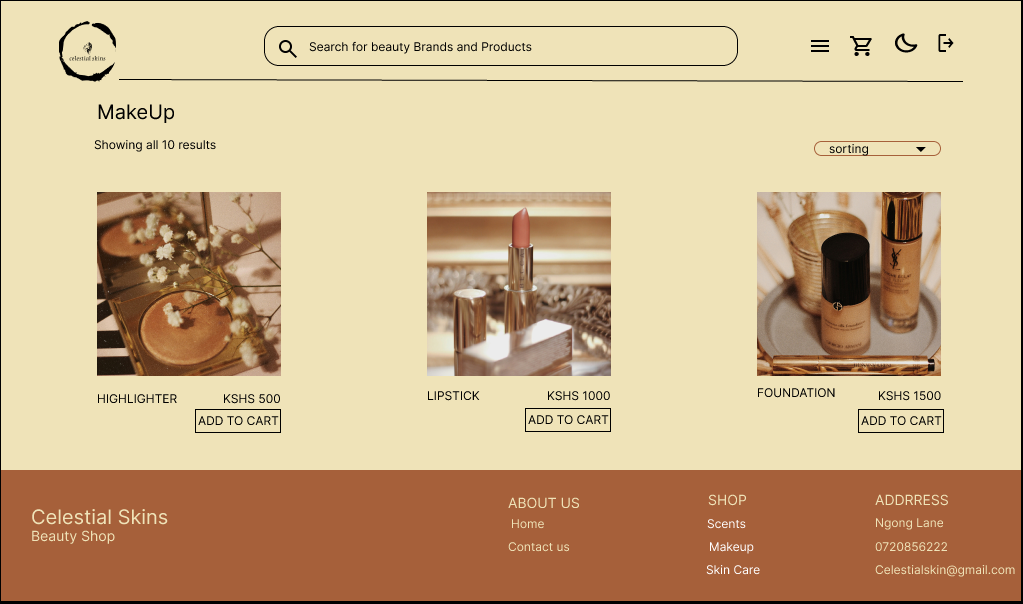 celestial skins
Search for beauty Brands and Products
MakeUp
Showing all 10 results
sorting
HIGHLIGHTER
KSHS 500
ADD TO CART
LIPSTICK
KSHS 1000
ADD TO CART
FOUNDATION
KSHS 1500
ADD TO CART
Celestial Skins
Beauty Shop
ABOUT US
Home
Contact us
SHOP
Scents
Makeup
Skin Care
ADDRRESS
Ngong Lane
0720856222
Celestialskin@gmail.com